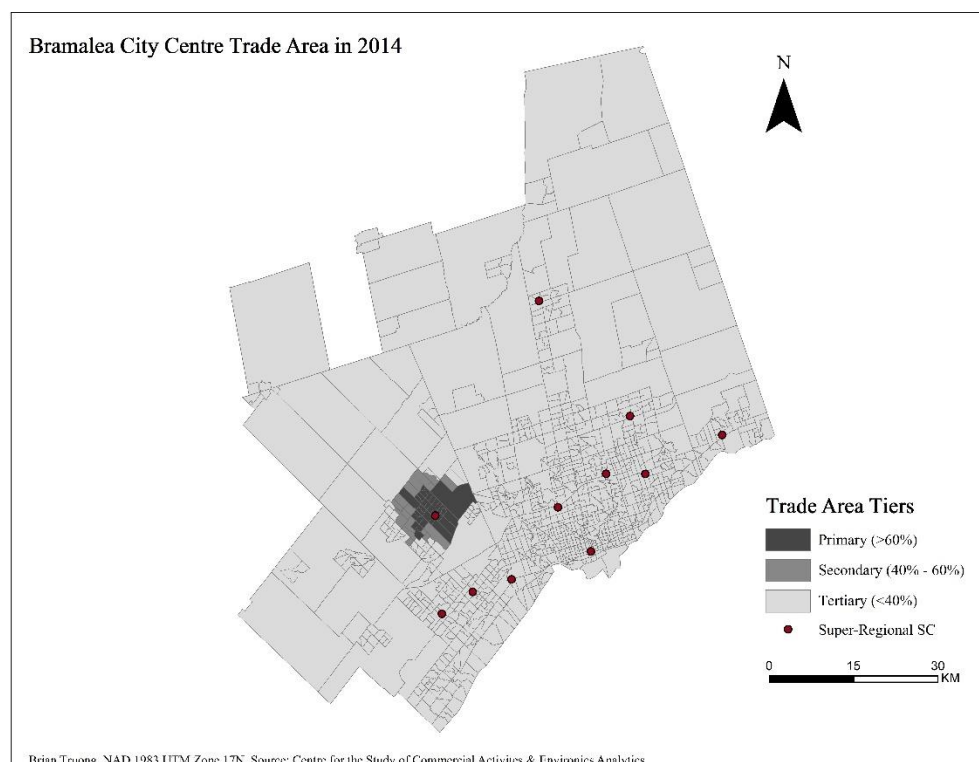 Bramalea City Centre Trade Area in 2014
N
Trade Area Tiers
Primary (>60%)
Secondary (40% - 60%)
Tertiary (<40%)
Super-Regional SC
0 15 30
KM
Brian Truong, NAD 1983 UTM Zone 17N, Source: Centre for the Study of Commercial Activites & Environics Analytics